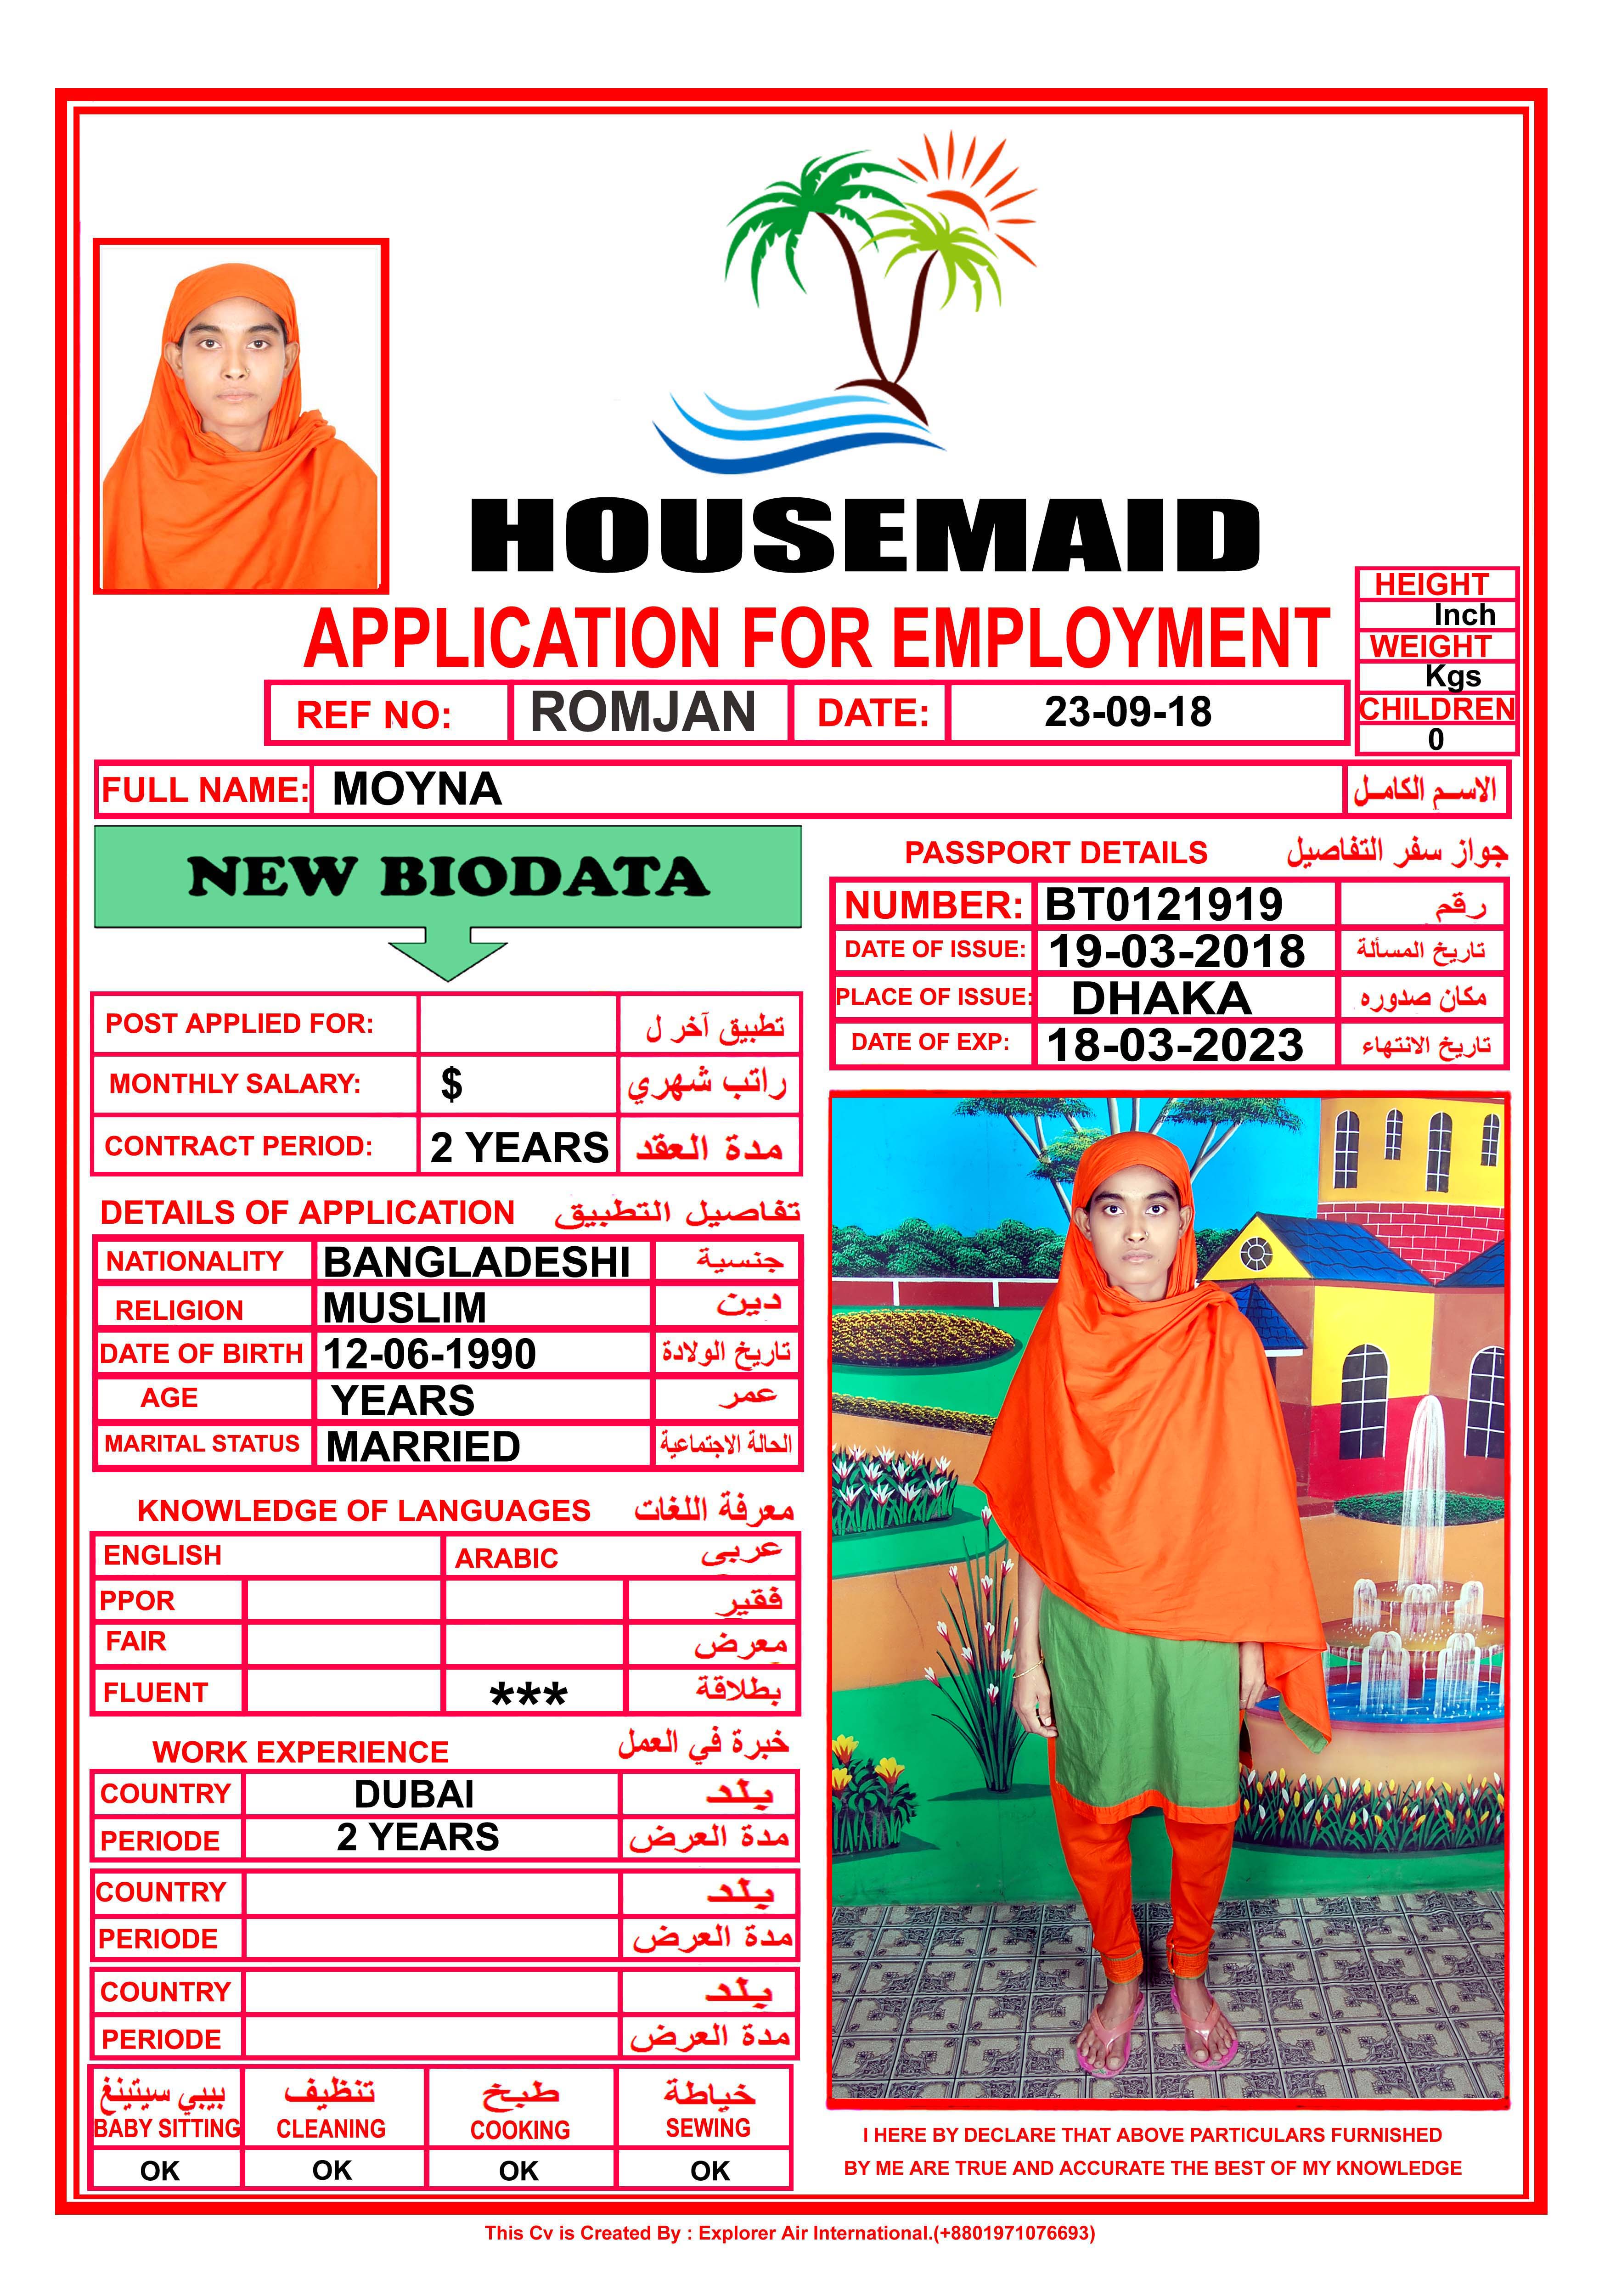 HOUSEMAID
APPLICATION FOR EMPLOYMENT
HEIGHT
Inch
WEIGHT
Kgs
CHILDREN
0
REF NO: ROMJAN DATE: 23-09-18
FULL NAME: MOYNA الاسـم الكامـل
NEW BIODATA
POST APPLIED FOR: تطبيق آخر ل
MONTHLY SALARY: $ راتب شهري
CONTRACT PERIOD: 2 YEARS مدة العقد
PASSPORT DETAILS جواز سفر التفاصيل
NUMBER: BT0121919 رقم
DATE OF ISSUE: 19-03-2018 تاريخ المسألة
PLACE OF ISSUE: DHAKA مكان صدوره
DATE OF EXP: 18-03-2023 تاريخ الانتهاء
DETAILS OF APPLICATION تفاصيل التطبيق
NATIONALITY BANGLADESHI جنسية
RELIGION MUSLIM دين
DATE OF BIRTH 12-06-1990 تاريخ الولادة
AGE YEARS عمر
MARITAL STATUS MARRIED الحالة الاجتماعية
KNOWLEDGE OF LANGUAGES معرفة اللغات
ENGLISH ARABIC عربى
PPOR فقير
FAIR معرض
FLUENT *** بطلاقة
WORK EXPERIENCE خبرة في العمل
COUNTRY DUBAI بلد
PERIODE 2 YEARS مدة العرض
COUNTRY بلد
PERIODE مدة العرض
COUNTRY بلد
PERIODE مدة العرض
بيبي سيتينغ تنظيف طبخ خياطة
BABY SITTING CLEANING COOKING SEWING
OK OK OK OK
I HERE BY DECLARE THAT ABOVE PARTICULARS FURNISHED
BY ME ARE TRUE AND ACCURATE THE BEST OF MY KNOWLEDGE
This Cv is Created By : Explorer Air International.(+8801971076693)